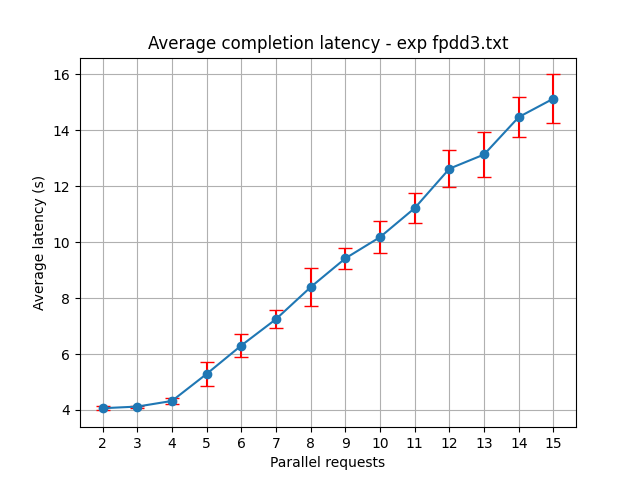 Average completion latency - exp fpdd3.txt
16
14
12
10
8
6
4
Average latency (s)
2 3 4 5 6 7 8 9 10 11 12 13 14 15
Parallel requests